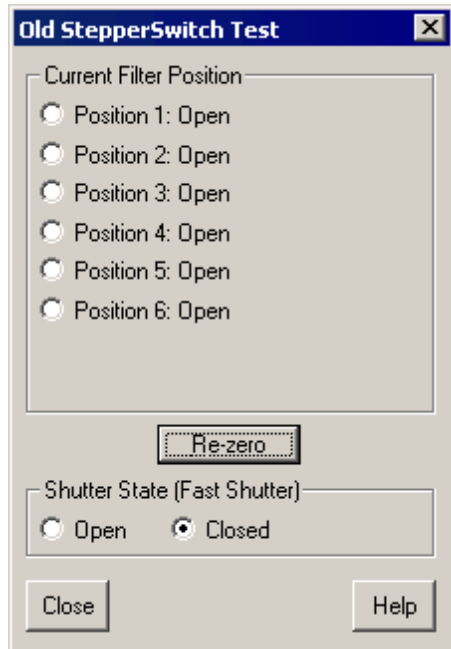 Old StepperSwitch Test
Current Filter Position
Position 1: Open
Position 2: Open
Position 3: Open
Position 4: Open
Position 5: Open
Position 6: Open
Re-zero
Shutter State (Fast Shutter)
Open Closed
Close Help